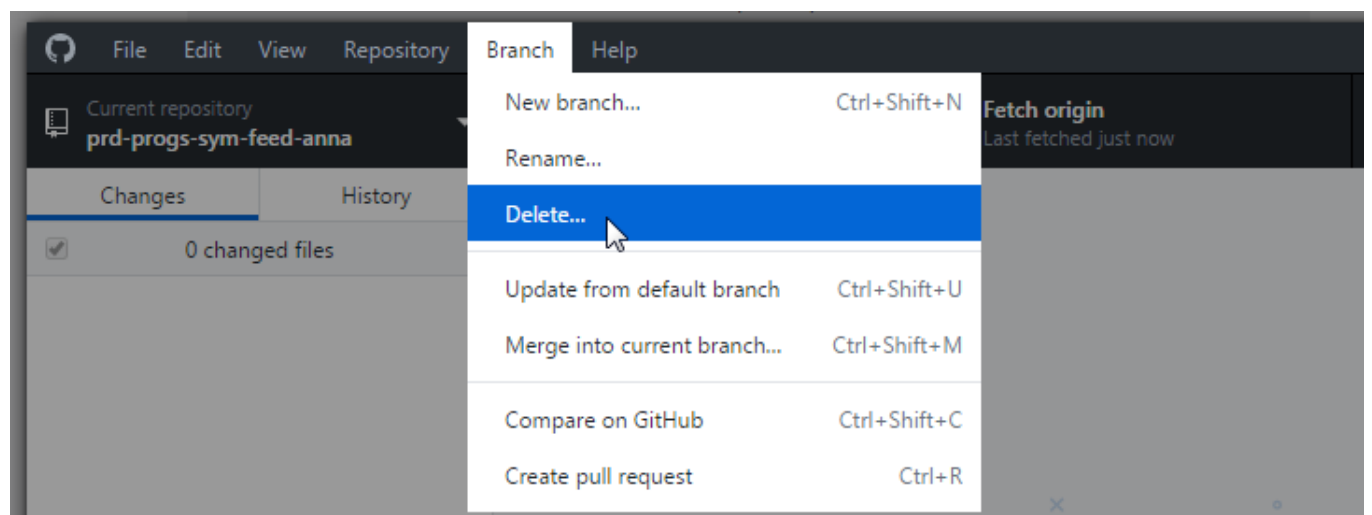 File Edit View Repository Branch Help
Current repository
prd-progs-sym-feed-anna
Fetch origin
Last fetched just now
Changes History
0 changed files
New branch... Ctrl+Shift+N
Rename...
Delete...
Update from default branch Ctrl+Shift+U
Merge into current branch... Ctrl+Shift+M
Compare on GitHub Ctrl+Shift+C
Create pull request Ctrl+R